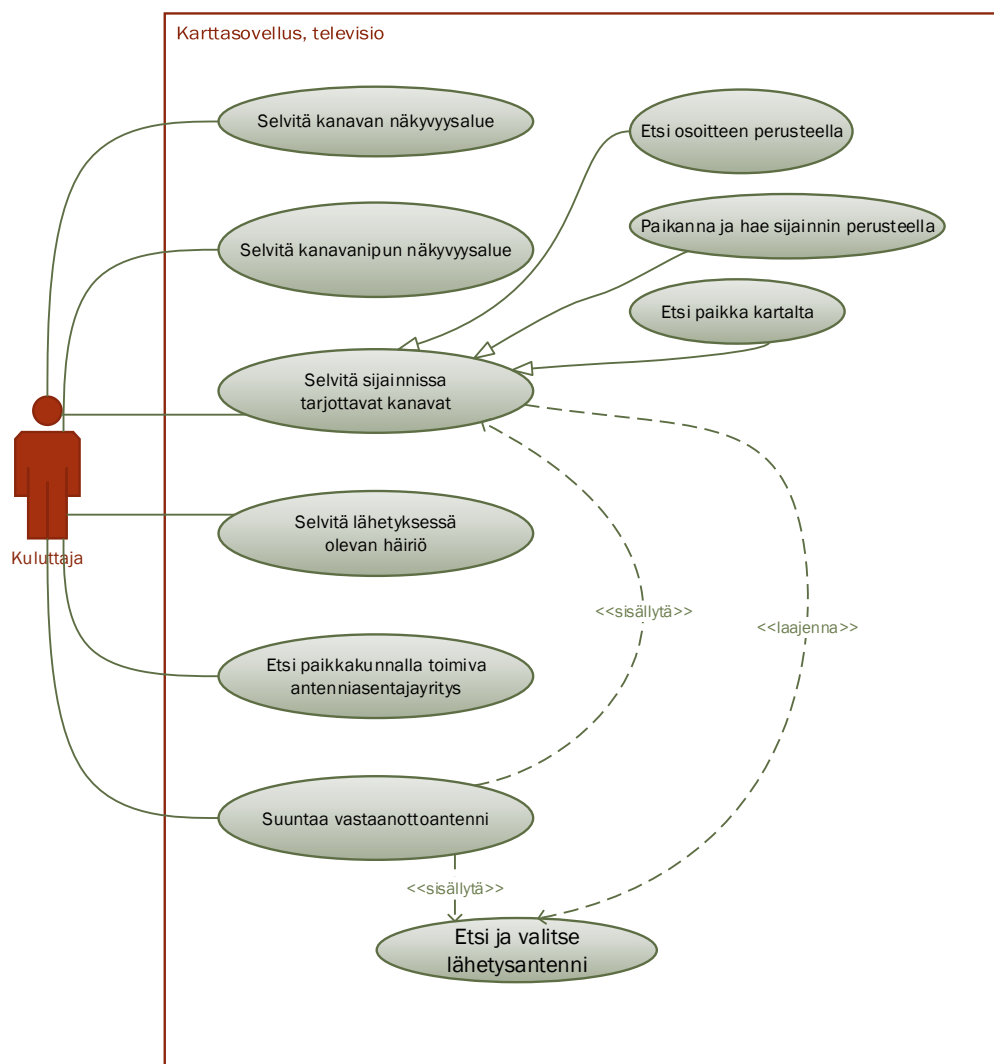 Karttasovellus, televisio
Selvitä kanavan näkyvyysalue
Etsi osoitteen perusteella
Paikanna ja hae sijainnin perusteella
Selvitä kanavanipun näkyvyysalue
Etsi paikka kartalta
Selvitä sijainnissa
tarjottavat kanavat
Selvitä lähetyksessä
olevan häiriö
Kuluttaja
<<sisällytä>>
<<laajenna>>
Etsi paikkakunnalla toimiva
antenniasentajayritys
Suuntaa vastaanottoantenni
<<sisällytä>>
Etsi ja valitse
lähetysantenni